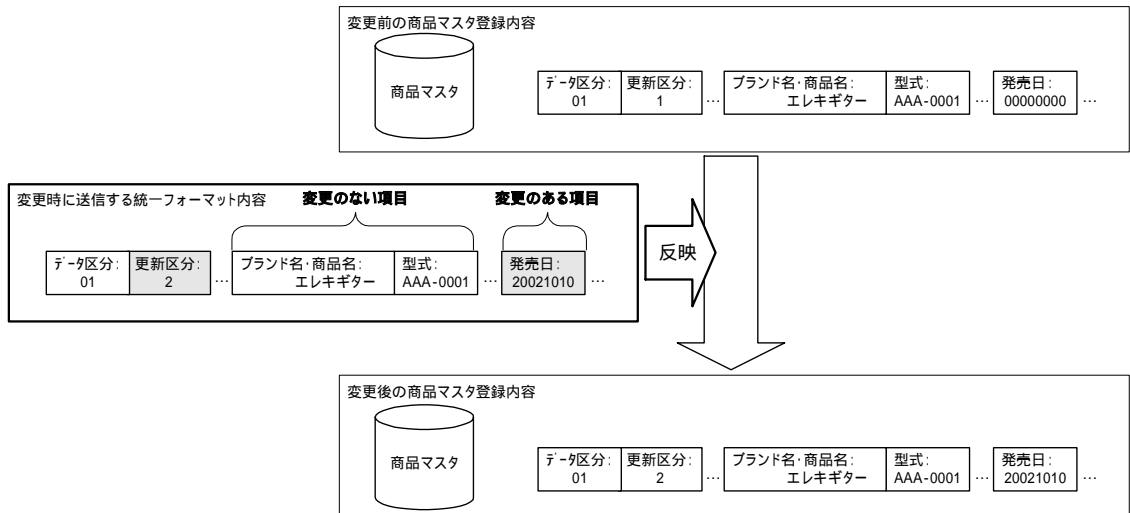 変更前の商品マスタ登録内容
商品マスタ
データ区分: 更新区分: ブランド名・商品名: 型式: 発売日:
01 1 … エレキギター AAA-0001 … 00000000 …
変更時に送信する統一フォーマット内容 変更のない項目 変更のある項目
データ区分: 更新区分: ブランド名・商品名: 型式: 発売日:
01 2 … エレキギター AAA-0001 … 20021010 …
反映
変更後の商品マスタ登録内容
商品マスタ
データ区分: 更新区分: ブランド名・商品名: 型式: 発売日:
01 2 … エレキギター AAA-0001 … 20021010 …